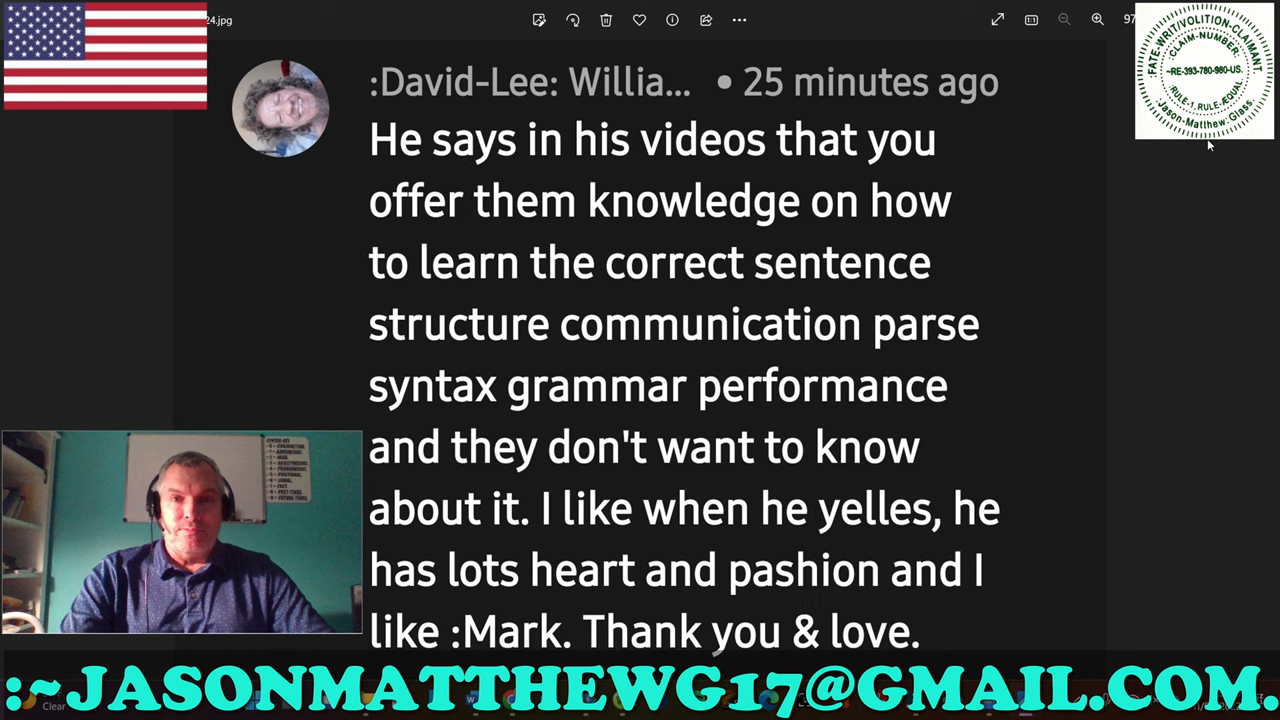 24.jpg
97
:David-Lee: Willia... • 25 minutes ago
He says in his videos that you
offer them knowledge on how
to learn the correct sentence
structure communication parse
syntax grammar performance
and they don't want to know
about it. I like when he yelles, he
has lots heart and pashion and I
like :Mark. Thank you & love.
FATE-WRIT/VOLITION-CLAIMANT.
CLAIM-NUMBER:
~RE-393-780-980-US.
:RULE-1, RULE-ÆQUAL.
:Jason-Matthew: Glass.
:~JASONMATTHEWG17@GMAIL.COM.
Clear